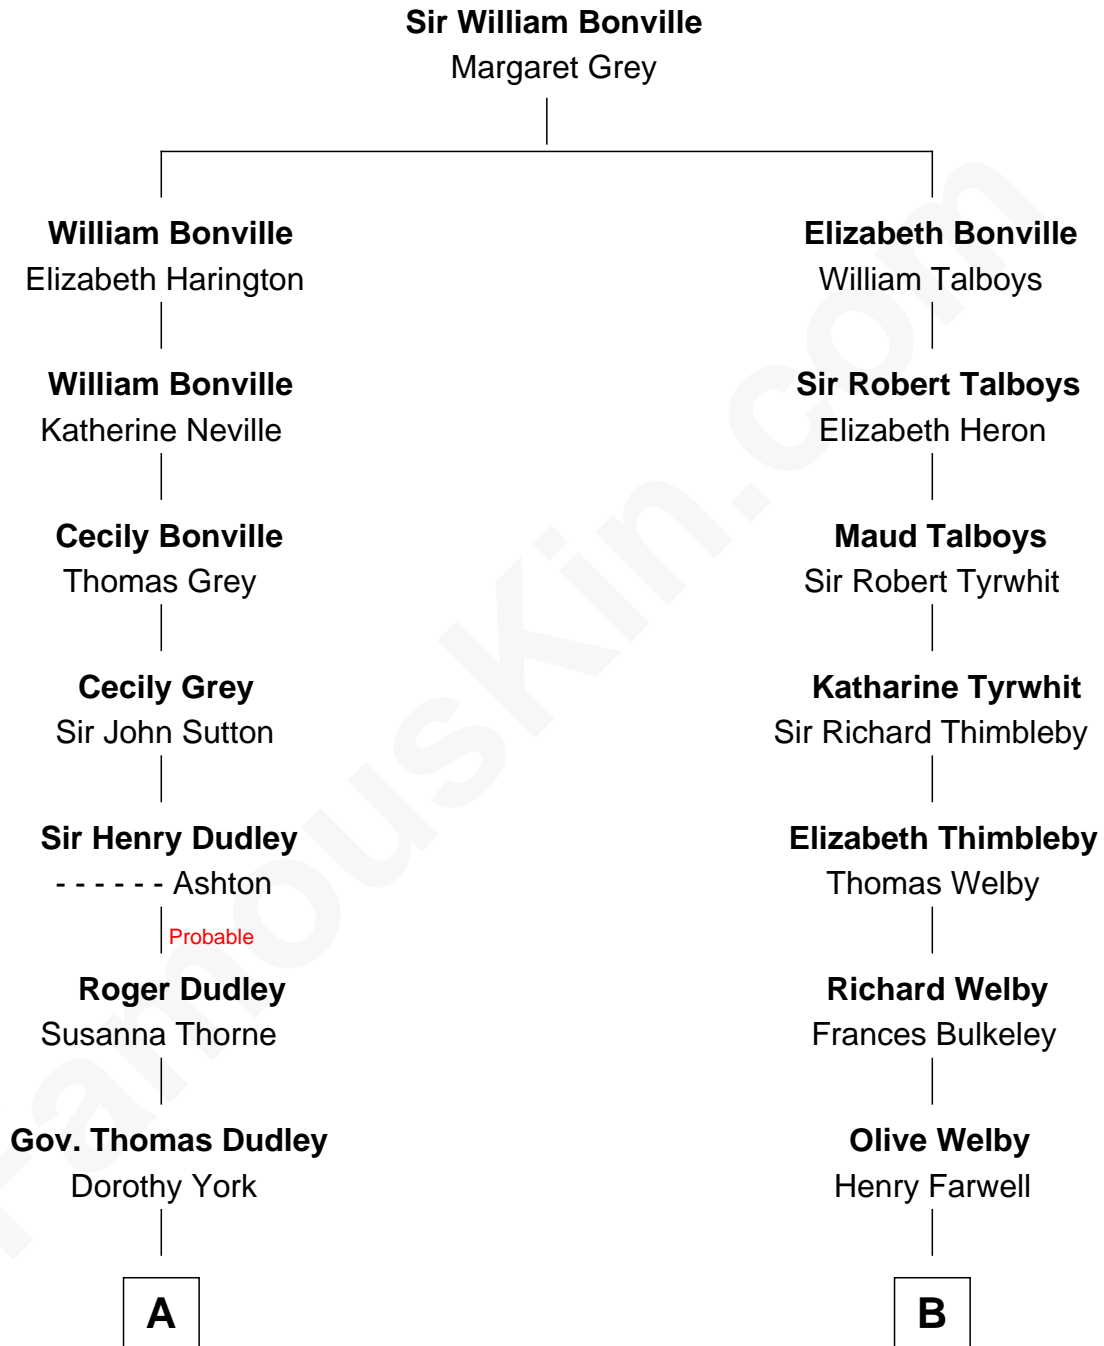 Sir William Bonville
Margaret Grey
William Bonville
Elizabeth Harington
William Bonville
Katherine Neville
Cecily Bonville
Thomas Grey
Cecily Grey
Sir John Sutton
Sir Henry Dudley
- - - - - - Ashton
Probable
Roger Dudley
Susanna Thorne
Gov. Thomas Dudley
Dorothy York
A
Elizabeth Bonville
William Talboys
Sir Robert Talboys
Elizabeth Heron
Maud Talboys
Sir Robert Tyrwhit
Katharine Tyrwhit
Sir Richard Thimbleby
Elizabeth Thimbleby
Thomas Welby
Richard Welby
Frances Bulkeley
Olive Welby
Henry Farwell
B
FamousKin.com